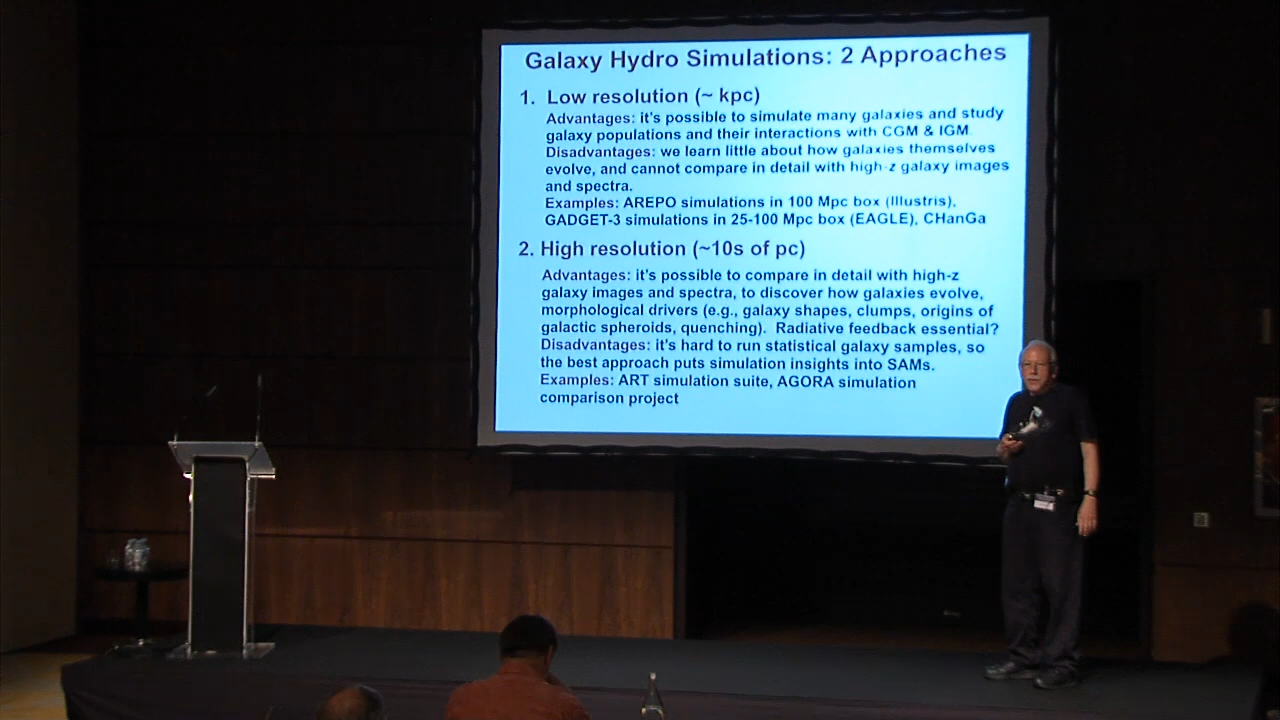 Galaxy Hydro Simulations: 2 Approaches
1. Low resolution (~ kpc)
Advantages: it's possible to simulate many galaxies and study
galaxy populations and their interactions with CGM & IGM
Disadvantages: we learn little about how galaxies themselves
evolve, and cannot compare in detail with high-z galaxy images
and spectra.
Examples: AREPO simulations in 100 Mpc box (Illustris),
GADGET-3 simulations in 25-100 Mpc box (EAGLE), CHanGa
2. High resolution (~10s of pc)
Advantages: it's possible to compare in detail with high-z
galaxy images and spectra, to discover how galaxies evolve,
morphological drivers (e.g., galaxy shapes, clumps, origins of
galactic spheroids, quenching). Radiative feedback essential?
Disadvantages: it's hard to run statistical galaxy samples, so
the best approach puts simulation insights into SAMs.
Examples: ART simulation suite, AGORA simulation
comparison project